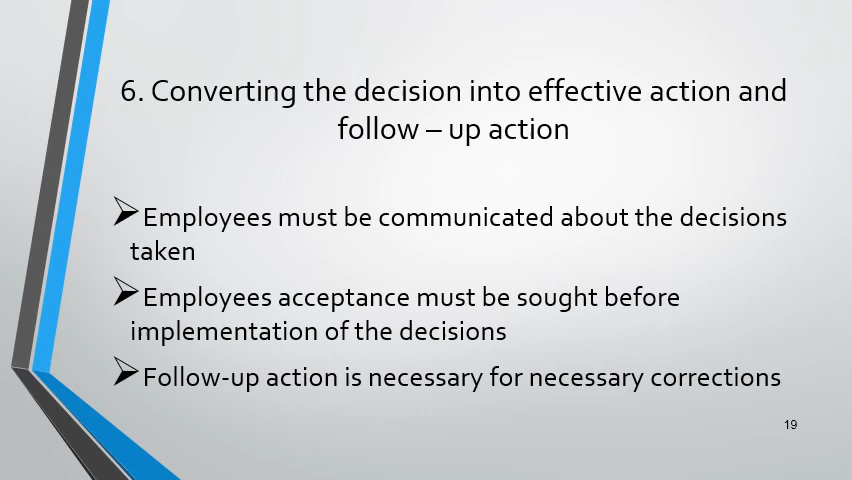 6. Converting the decision into effective action and
follow – up action
➢Employees must be communicated about the decisions
taken
➢Employees acceptance must be sought before
implementation of the decisions
➢Follow-up action is necessary for necessary corrections
19